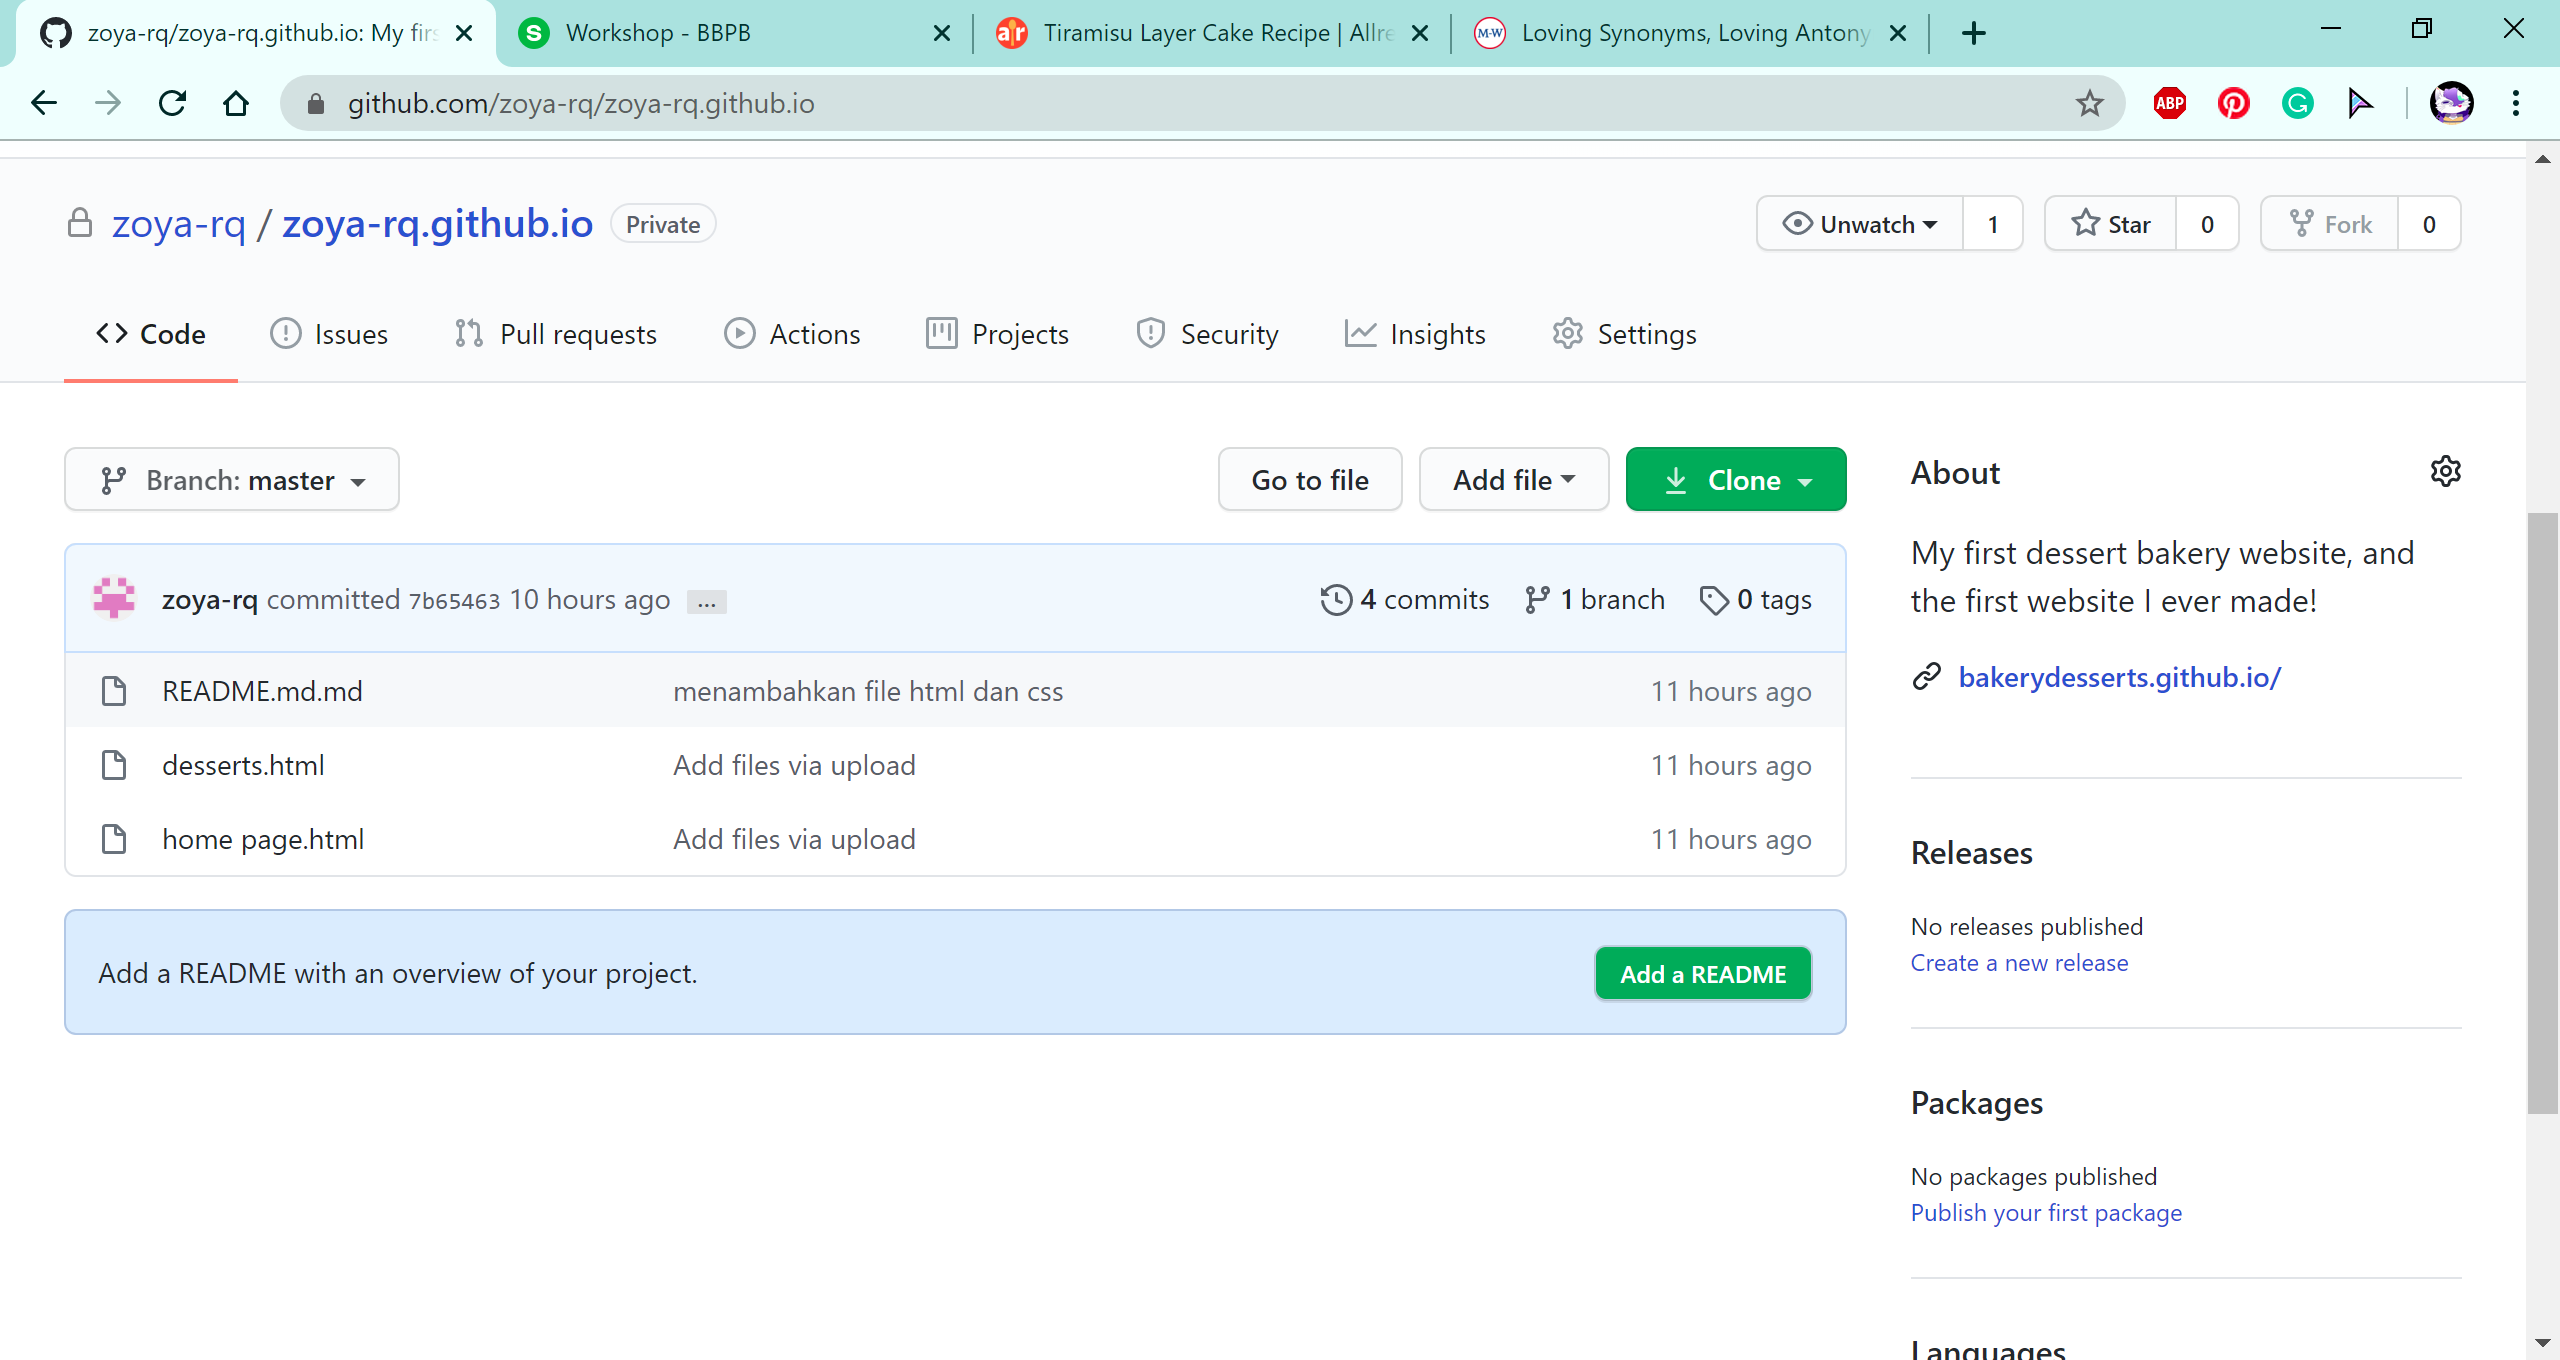 zoya-rq/zoya-rq.github.io: My firs
Workshop - BBPB
Tiramisu Layer Cake Recipe | Allre
Loving Synonyms, Loving Antony
github.com/zoya-rq/zoya-rq.github.io
ABP
zoya-rq / zoya-rq.github.io Private
Unwatch 1 Star 0 Fork 0
Code Issues Pull requests Actions Projects Security Insights Settings
Branch: master Go to file Add file Clone
zoya-rq committed 7b65463 10 hours ago ... 4 commits 1 branch 0 tags
README.md.md menambahkan file html dan css 11 hours ago
desserts.html Add files via upload 11 hours ago
home page.html Add files via upload 11 hours ago
Add a README with an overview of your project. Add a README
About
My first dessert bakery website, and
the first website I ever made!
bakerydesserts.github.io/
Releases
No releases published
Create a new release
Packages
No packages published
Publish your first package
Languages